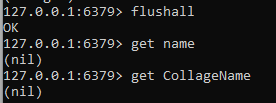 127.0.0.1:6379> flushall
OK
127.0.0.1:6379> get name
(nil)
127.0.0.1:6379> get CollageName
(nil)